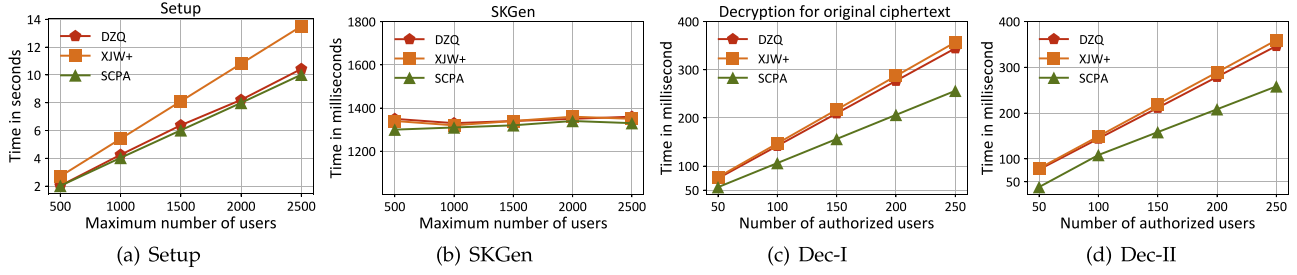 Setup
Time in seconds
14
12
10
8
6
4
2
DZQ
XJW+
SCPA
500 1000 1500 2000 2500
Maximum number of users
(a) Setup
SKGen
Time in milliseconds
1800
1600
1400
1200
DZQ
XJW+
SCPA
500 1000 1500 2000 2500
Maximum number of users
(b) SKGen
Decryption for original ciphertext
Time in millisecond
400
300
200
100
50
DZQ
XJW+
SCPA
50 100 150 200 250
Number of authorized users
(c) Dec-I
Time in millisecond
400
300
200
100
50
DZQ
XJW+
SCPA
50 100 150 200 250
Number of authorized users
(d) Dec-II